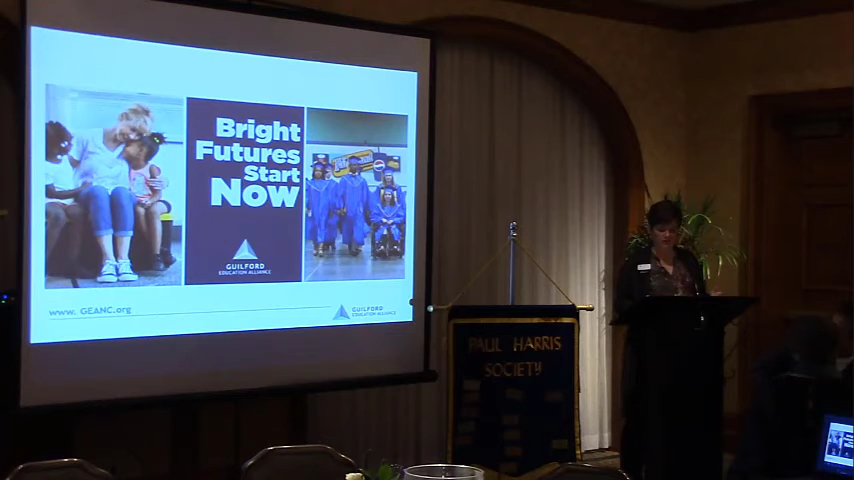 Bright
Futures
Start
Now
GUILFORD
EDUCATION ALLIANCE
www. GEANC.org
GUILFORD
EDUCATION ALLIANCE
PAUL HARRIS
SOCIETY